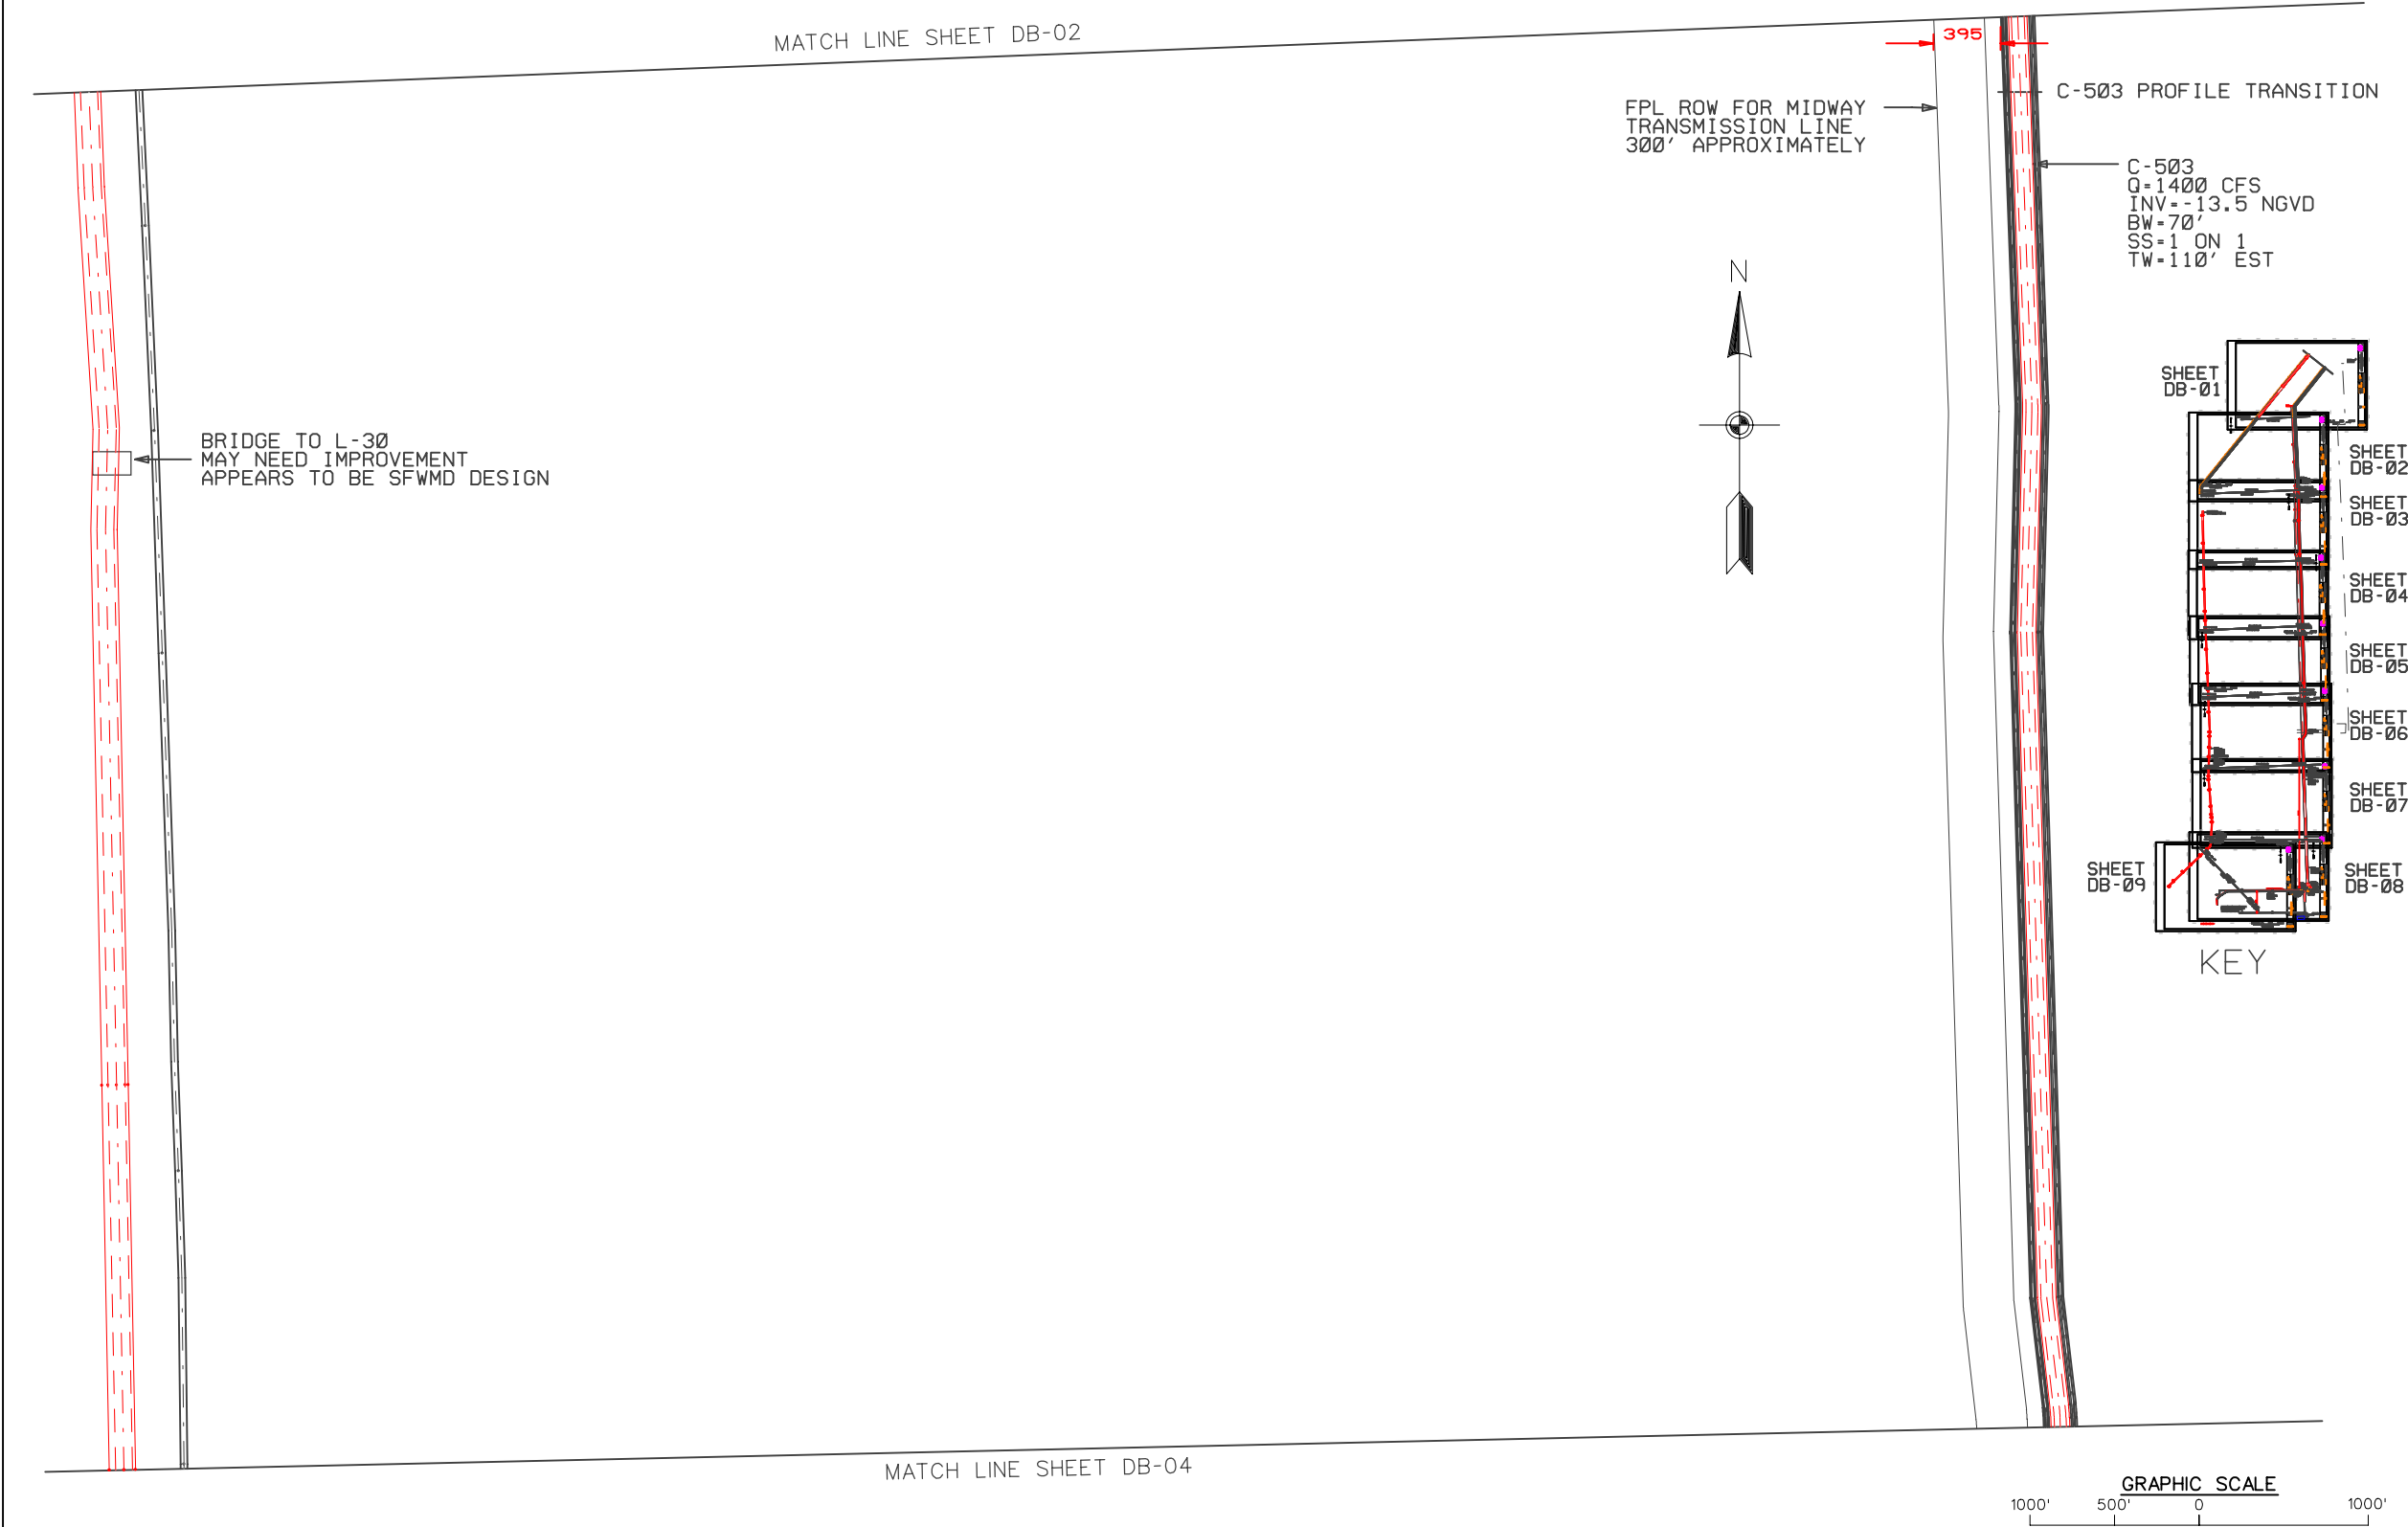 MATCH LINE SHEET DB-02
395
C-503 PROFILE TRANSITION
FPL ROW FOR MIDWAY
TRANSMISSION LINE
300' APPROXIMATELY
C-503
Q=1400 CFS
INV=-13.5 NGVD
BW=70'
SS=1 ON 1
TW=110' EST
N
BRIDGE TO L-30
MAY NEED IMPROVEMENT
APPEARS TO BE SFWMD DESIGN
SHEET
DB-01
SHEET
DB-02
SHEET
DB-03
SHEET
DB-04
SHEET
DB-05
SHEET
DB-06
SHEET
DB-07
SHEET
DB-09
SHEET
DB-08
KEY
MATCH LINE SHEET DB-04
GRAPHIC SCALE
1000' 500' 0 1000'